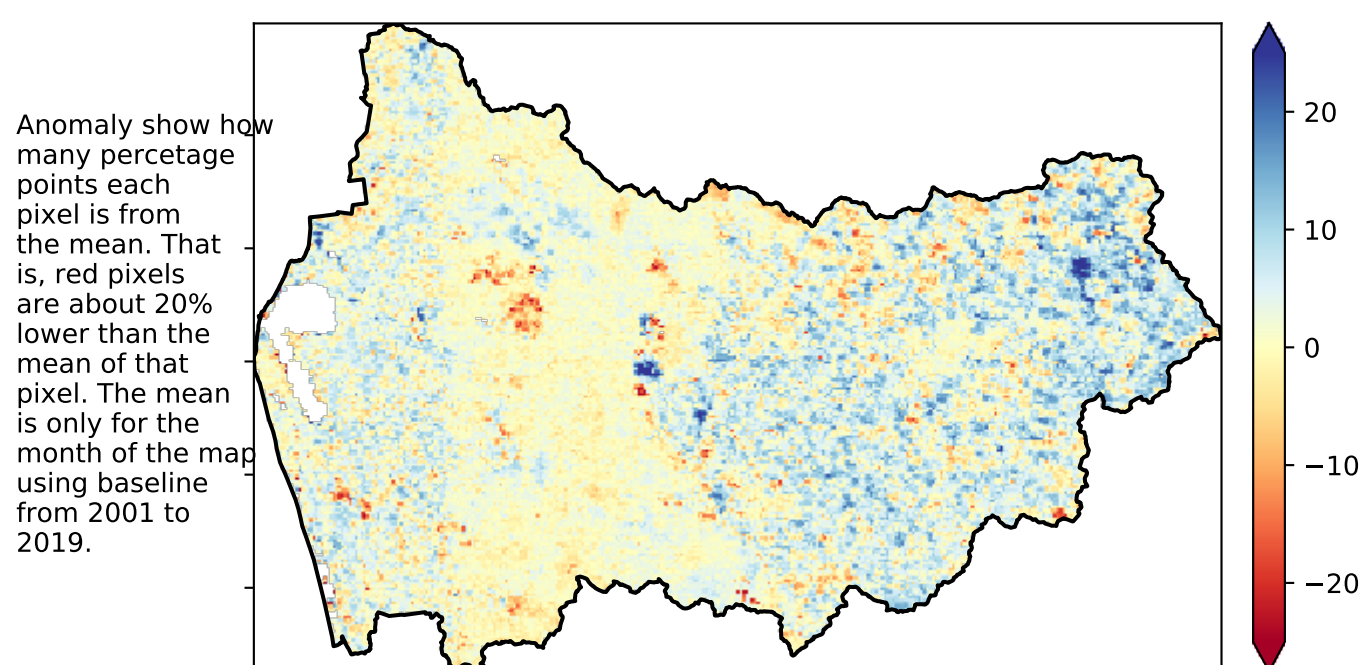 Anomaly show how
many percetage
points each
pixel is from
the mean. That
is, red pixels
are about 20%
lower than the
mean of that
pixel. The mean
is only for the
month of the map
using baseline
from 2001 to
2019.
20
10
0
−10
−20